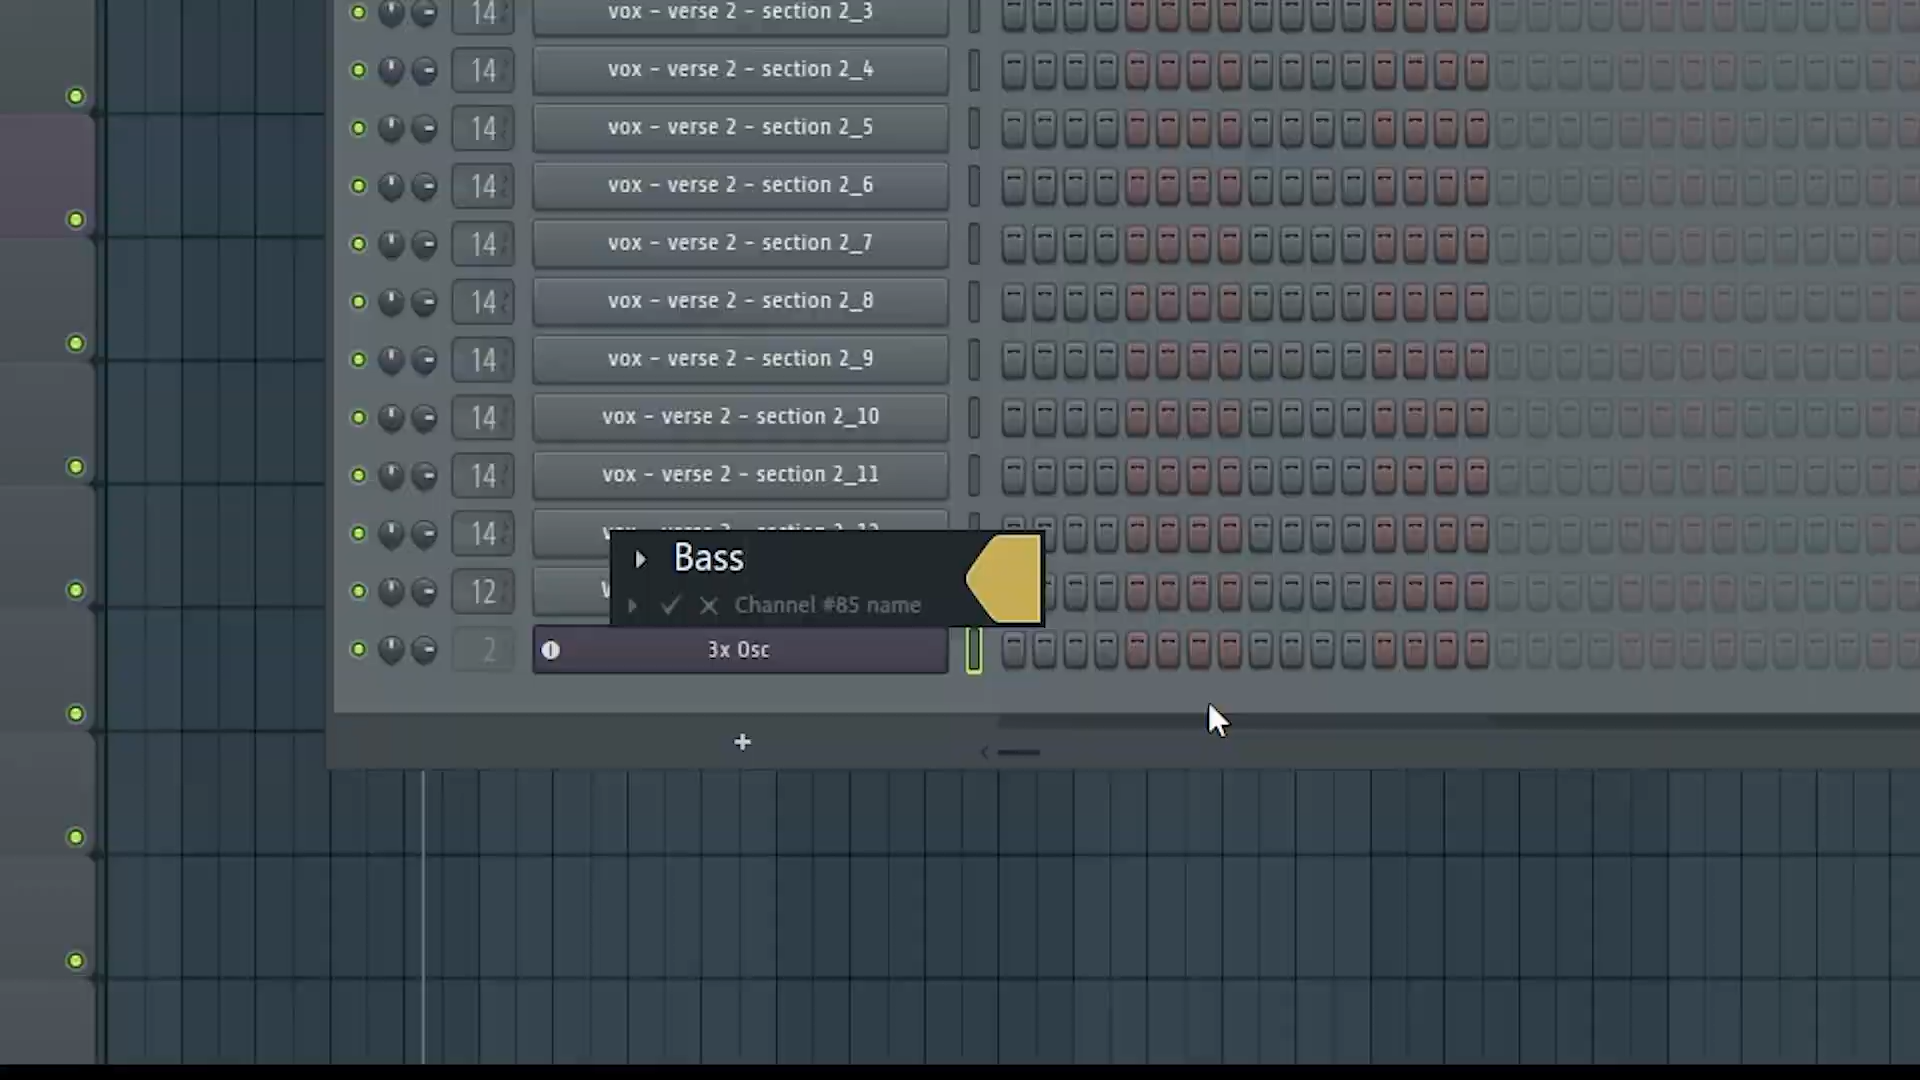 14 vox - verse 2 - section 2_3
14 vox - verse 2 - section 2_4
14 vox - verse 2 - section 2_5
14 vox - verse 2 - section 2_6
14 vox - verse 2 - section 2_7
14 vox - verse 2 - section 2_8
14 vox - verse 2 - section 2_9
14 vox - verse 2 - section 2_10
14 vox - verse 2 - section 2_11
14
Bass
12
Channel #85 name
2 3x Osc
+